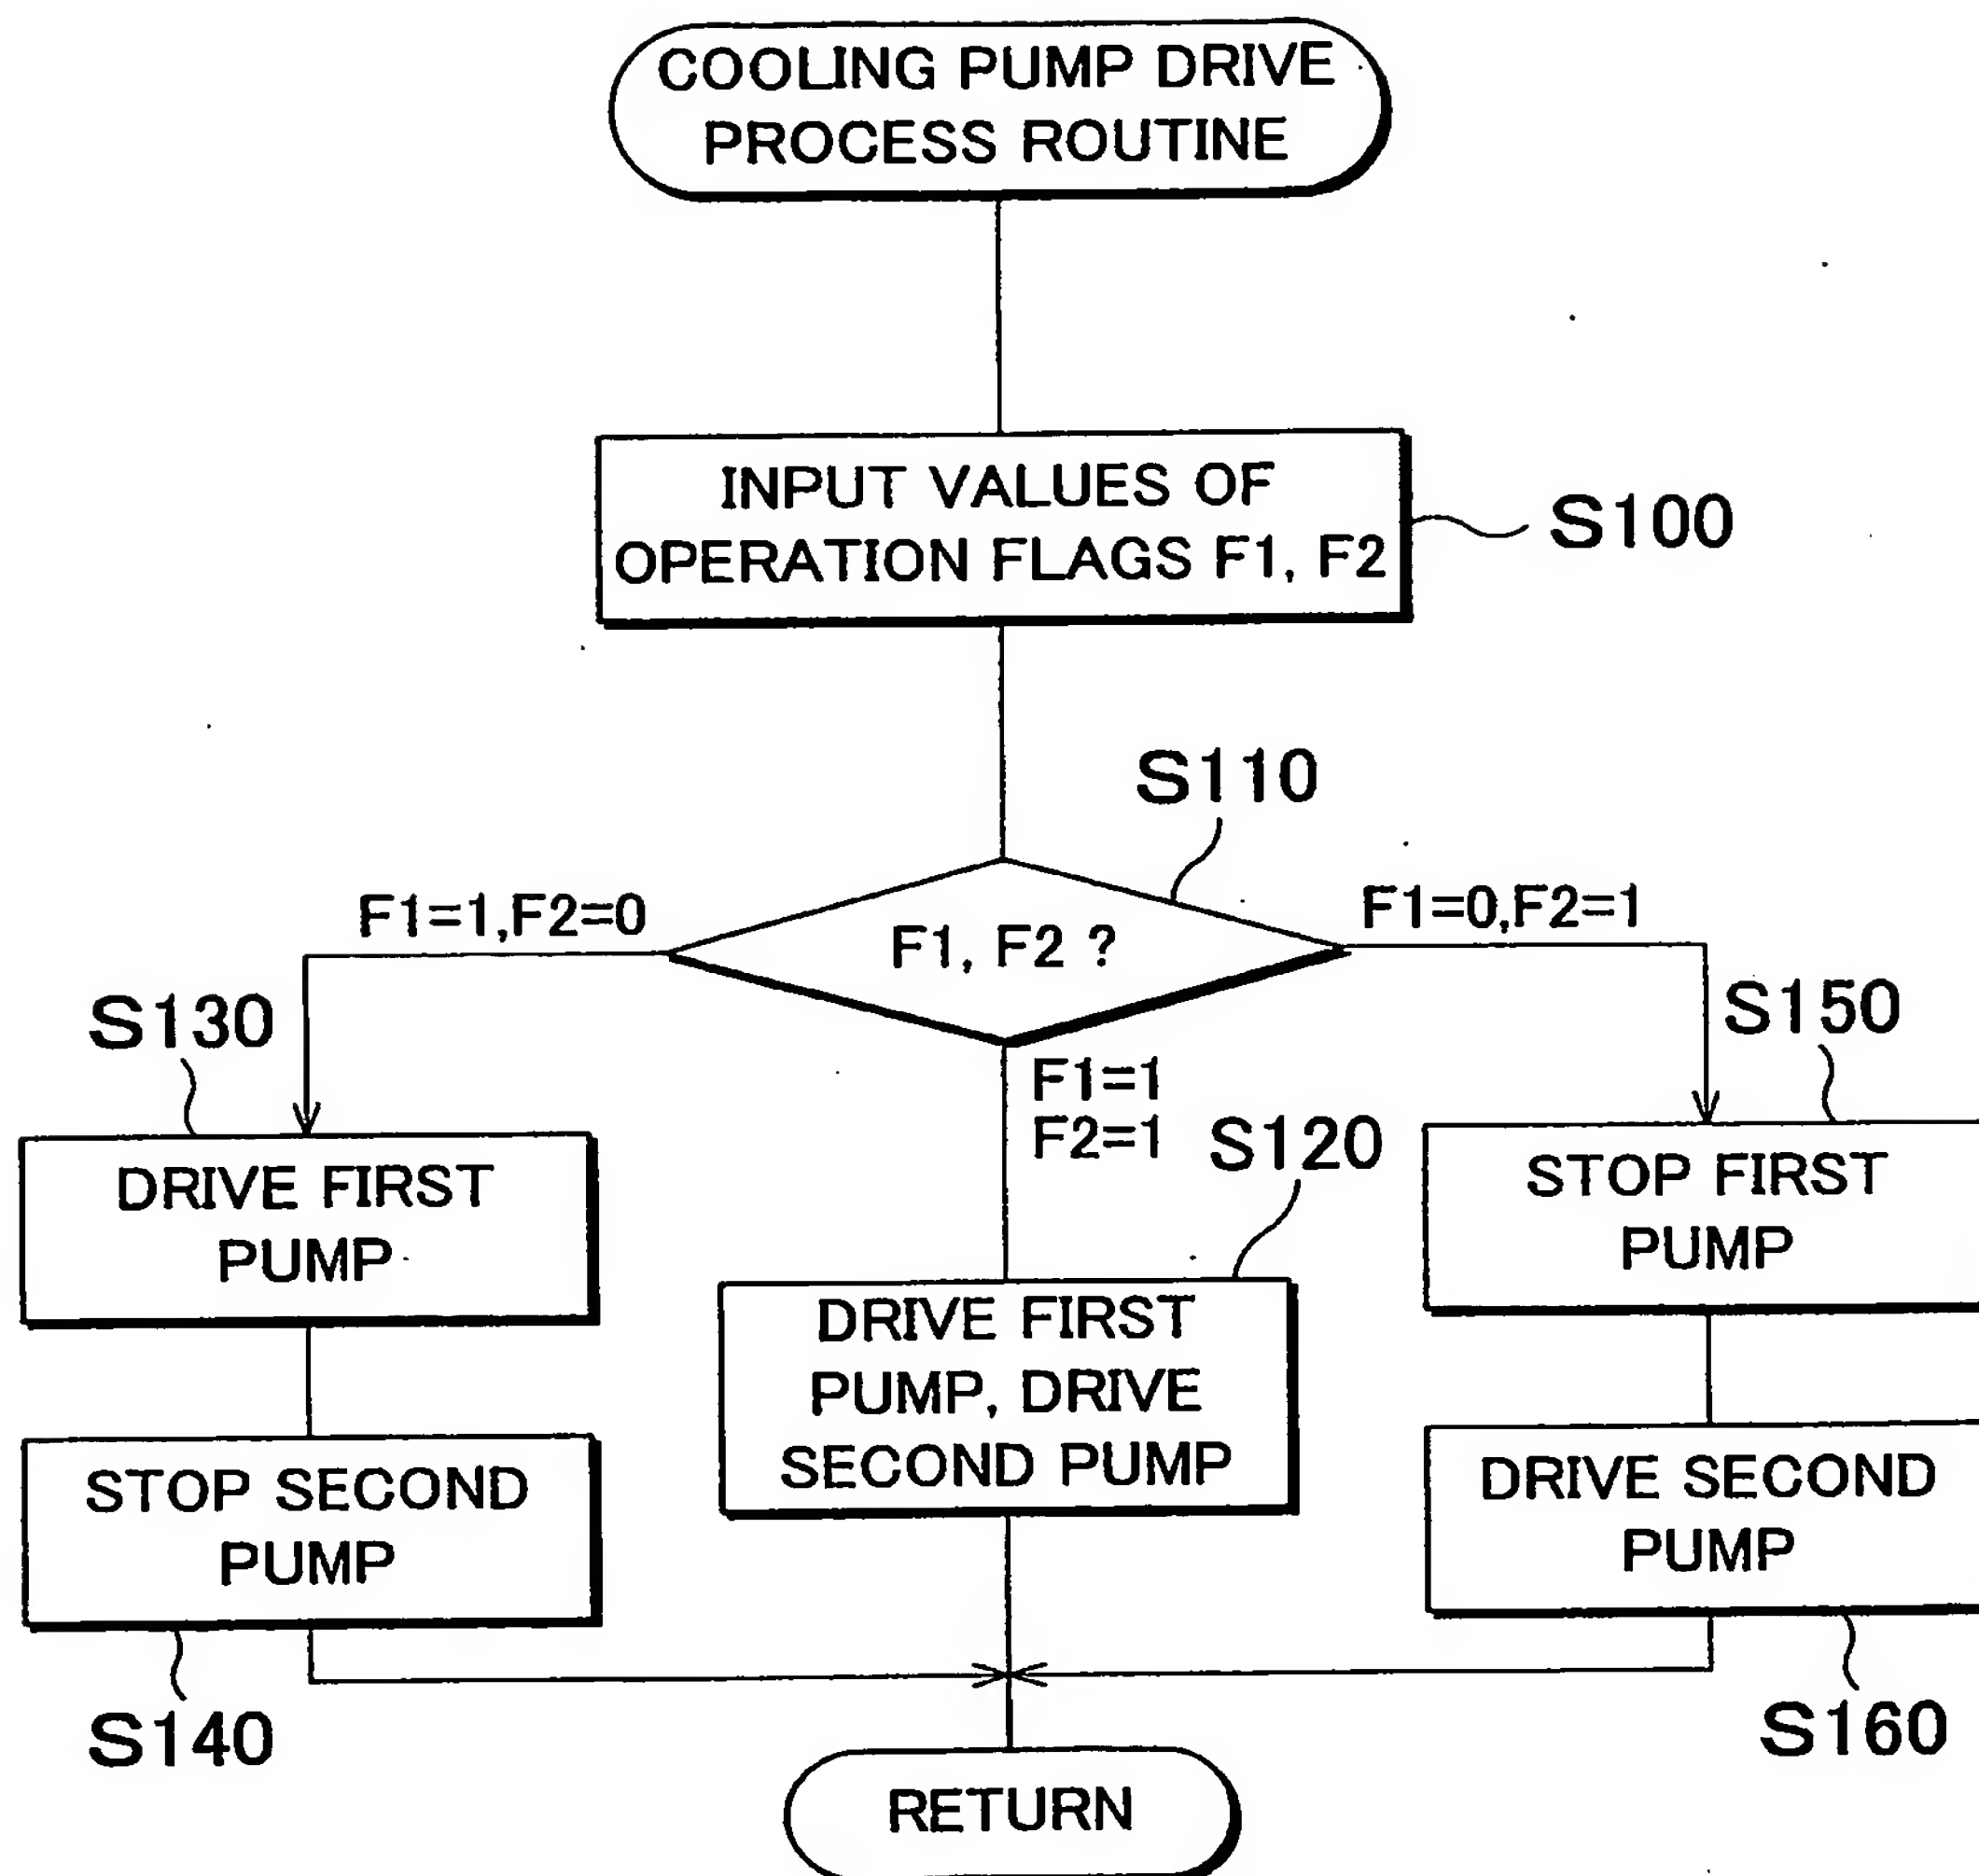 COOLING PUMP DRIVE
PROCESS ROUTINE
INPUT VALUES OF
OPERATION FLAGS F1, F2
S100
S110
F1=1,F2=0
F1, F2 ?
F1=0,F2=1
S130
F1=1
F2=1
S120
S150
DRIVE FIRST
PUMP
DRIVE FIRST
PUMP, DRIVE
SECOND PUMP
STOP FIRST
PUMP
STOP SECOND
PUMP
DRIVE SECOND
PUMP
S140
S160
RETURN